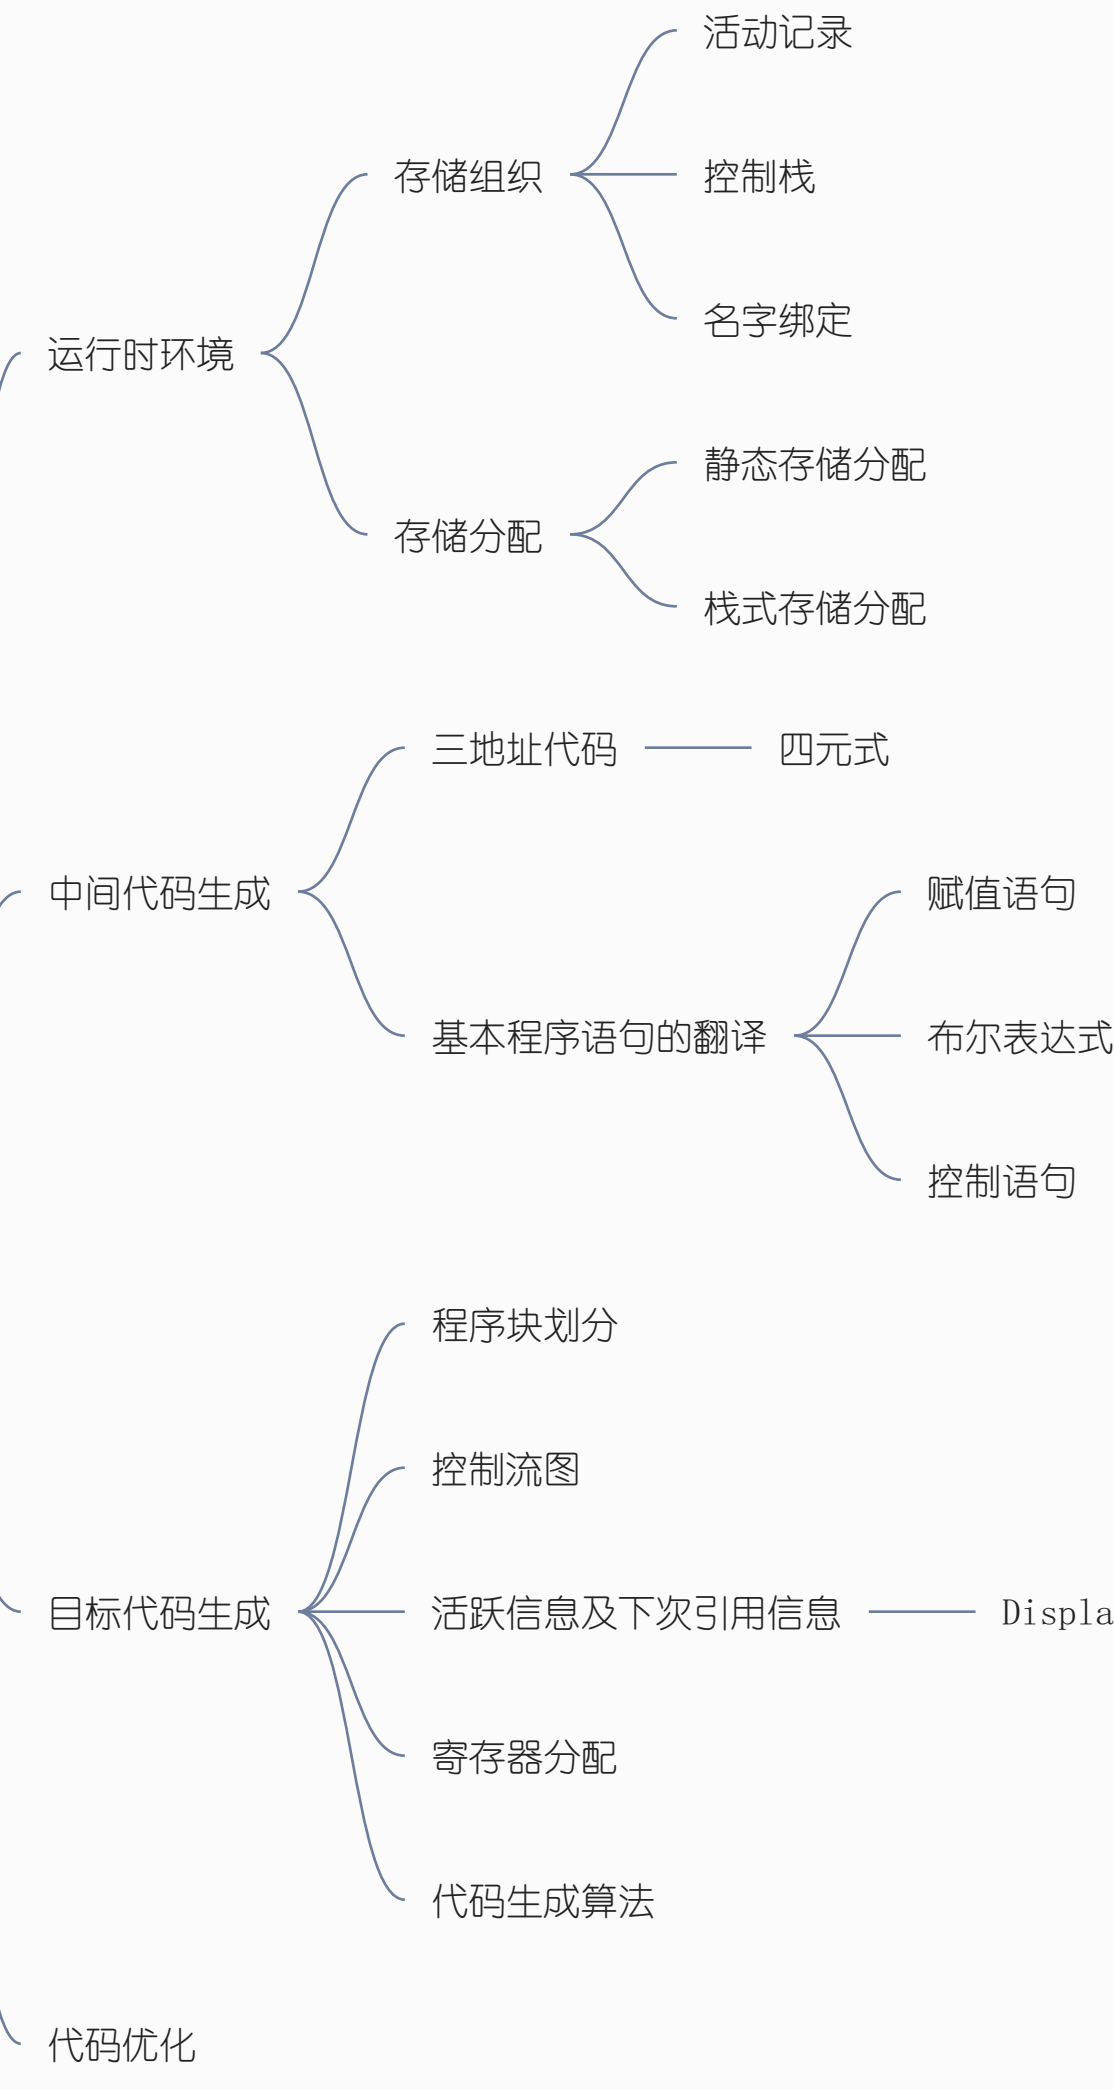 活动记录
存储组织
控制栈
名字绑定
运行时环境
静态存储分配
存储分配
栈式存储分配
三地址代码
四元式
中间代码生成
赋值语句
基本程序语句的翻译
布尔表达式
控制语句
程序块划分
控制流图
目标代码生成
活跃信息及下次引用信息
Displa
寄存器分配
代码生成算法
代码优化